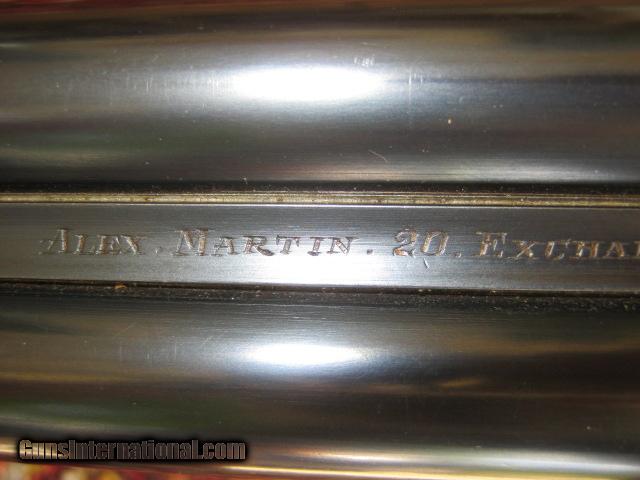 ALEX. MARTIN. 20. EXCHA
GunsInternational.com